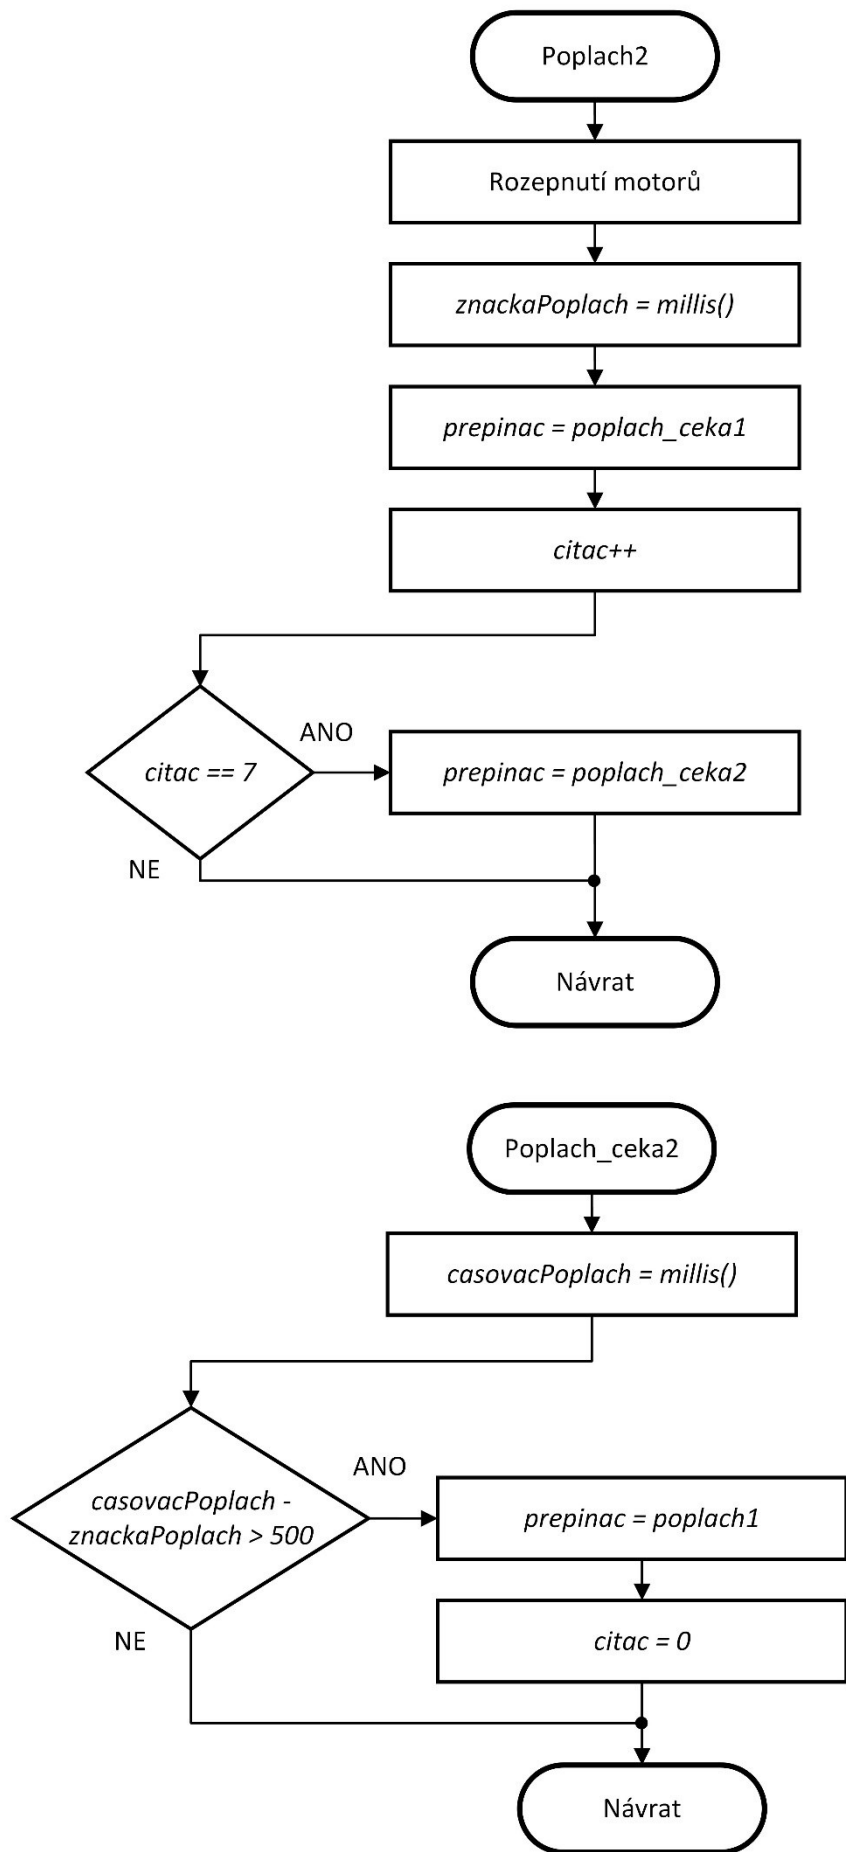 Poplach2
Rozepnutí motorů
znackaPoplach = millis()
prepinac = poplach_ceka1
citac++
citac == 7
ANO
prepinac = poplach_ceka2
NE
Návrat
Poplach_ceka2
casovacPoplach = millis()
casovacPoplach -
znackaPoplach > 500
ANO
prepinac = poplach1
citac = 0
NE
Návrat